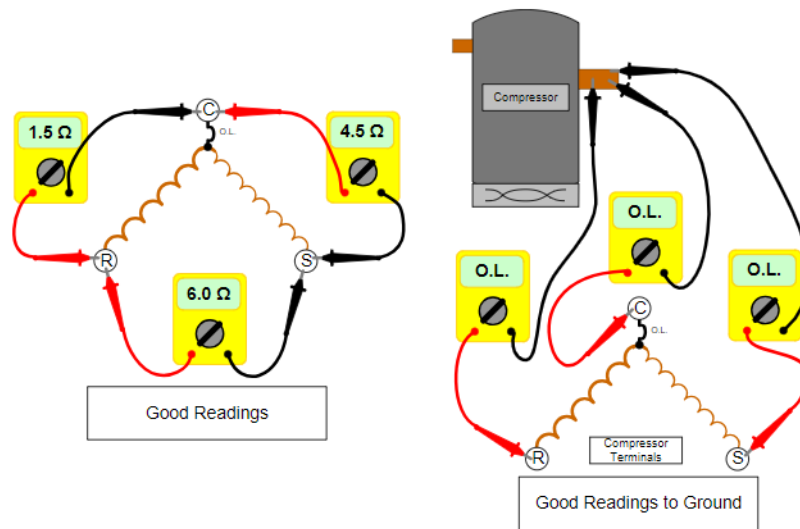 C
O.L.
1.5 Ω
4.5 Ω
R
S
6.0 Ω
Good Readings
Compressor
O.L.
O.L.
O.L.
C
O.L.
R
Compressor
Terminals
S
Good Readings to Ground